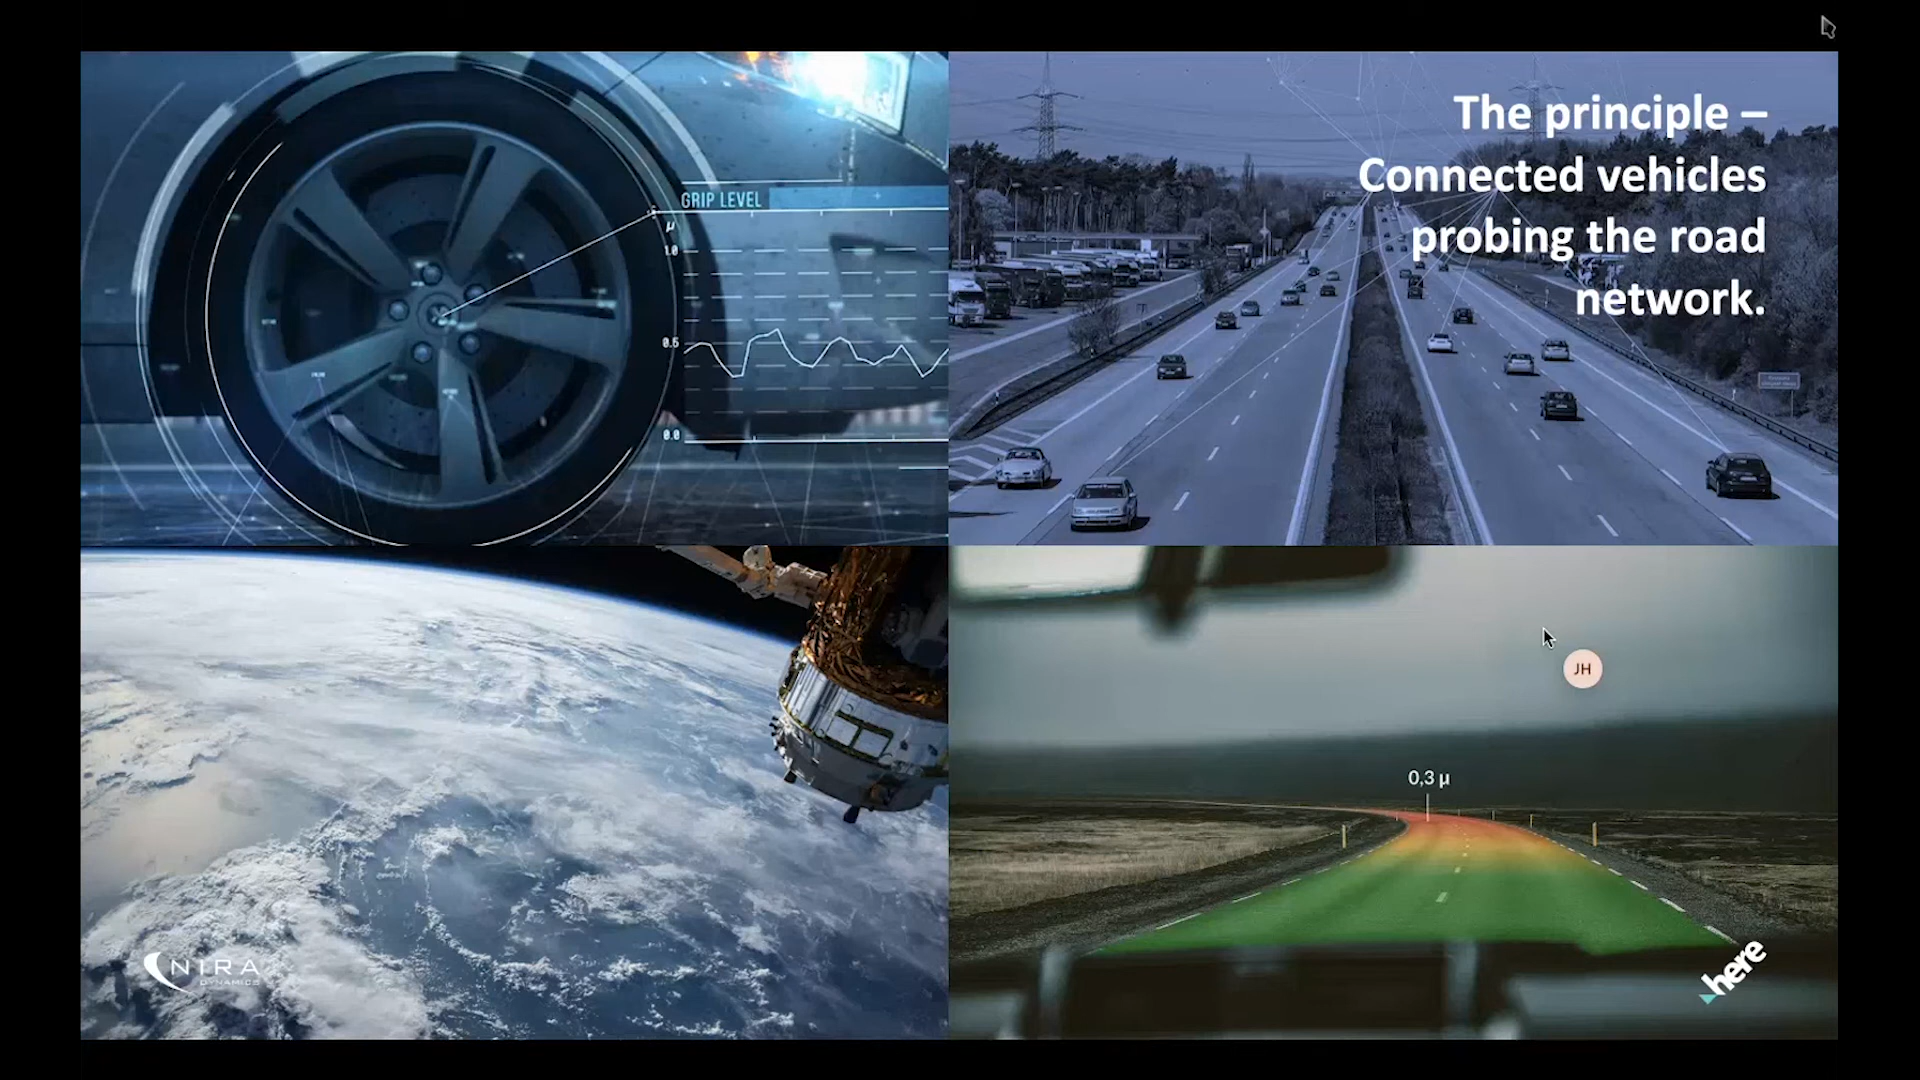 GRIP LEVEL
μ
1.0
0.5
0.0
The principle –
Connected vehicles
probing the road
network.
JH
0,3 μ
NIRA
DYNAMICS
here